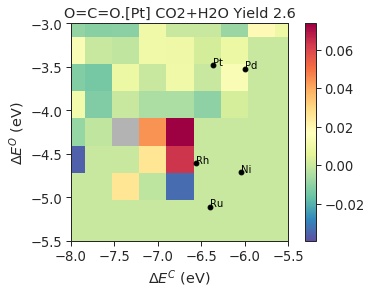 O=C=O.[Pt] CO2+H2O Yield 2.6
−3.0
−3.5
−4.0
−4.5
−5.0
−5.5
ΔE^O (eV)
Pt
Pd
Rh
Ni
Ru
−8.0 −7.5 −7.0 −6.5 −6.0 −5.5
ΔE^C (eV)
0.06
0.04
0.02
0.00
−0.02